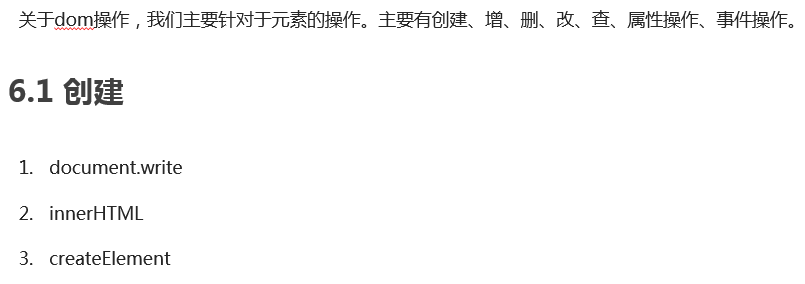 关于dom操作，我们主要针对于元素的操作。主要有创建、增、删、改、查、属性操作、事件操作。
6.1 创建
1. document.write
2. innerHTML
3. createElement